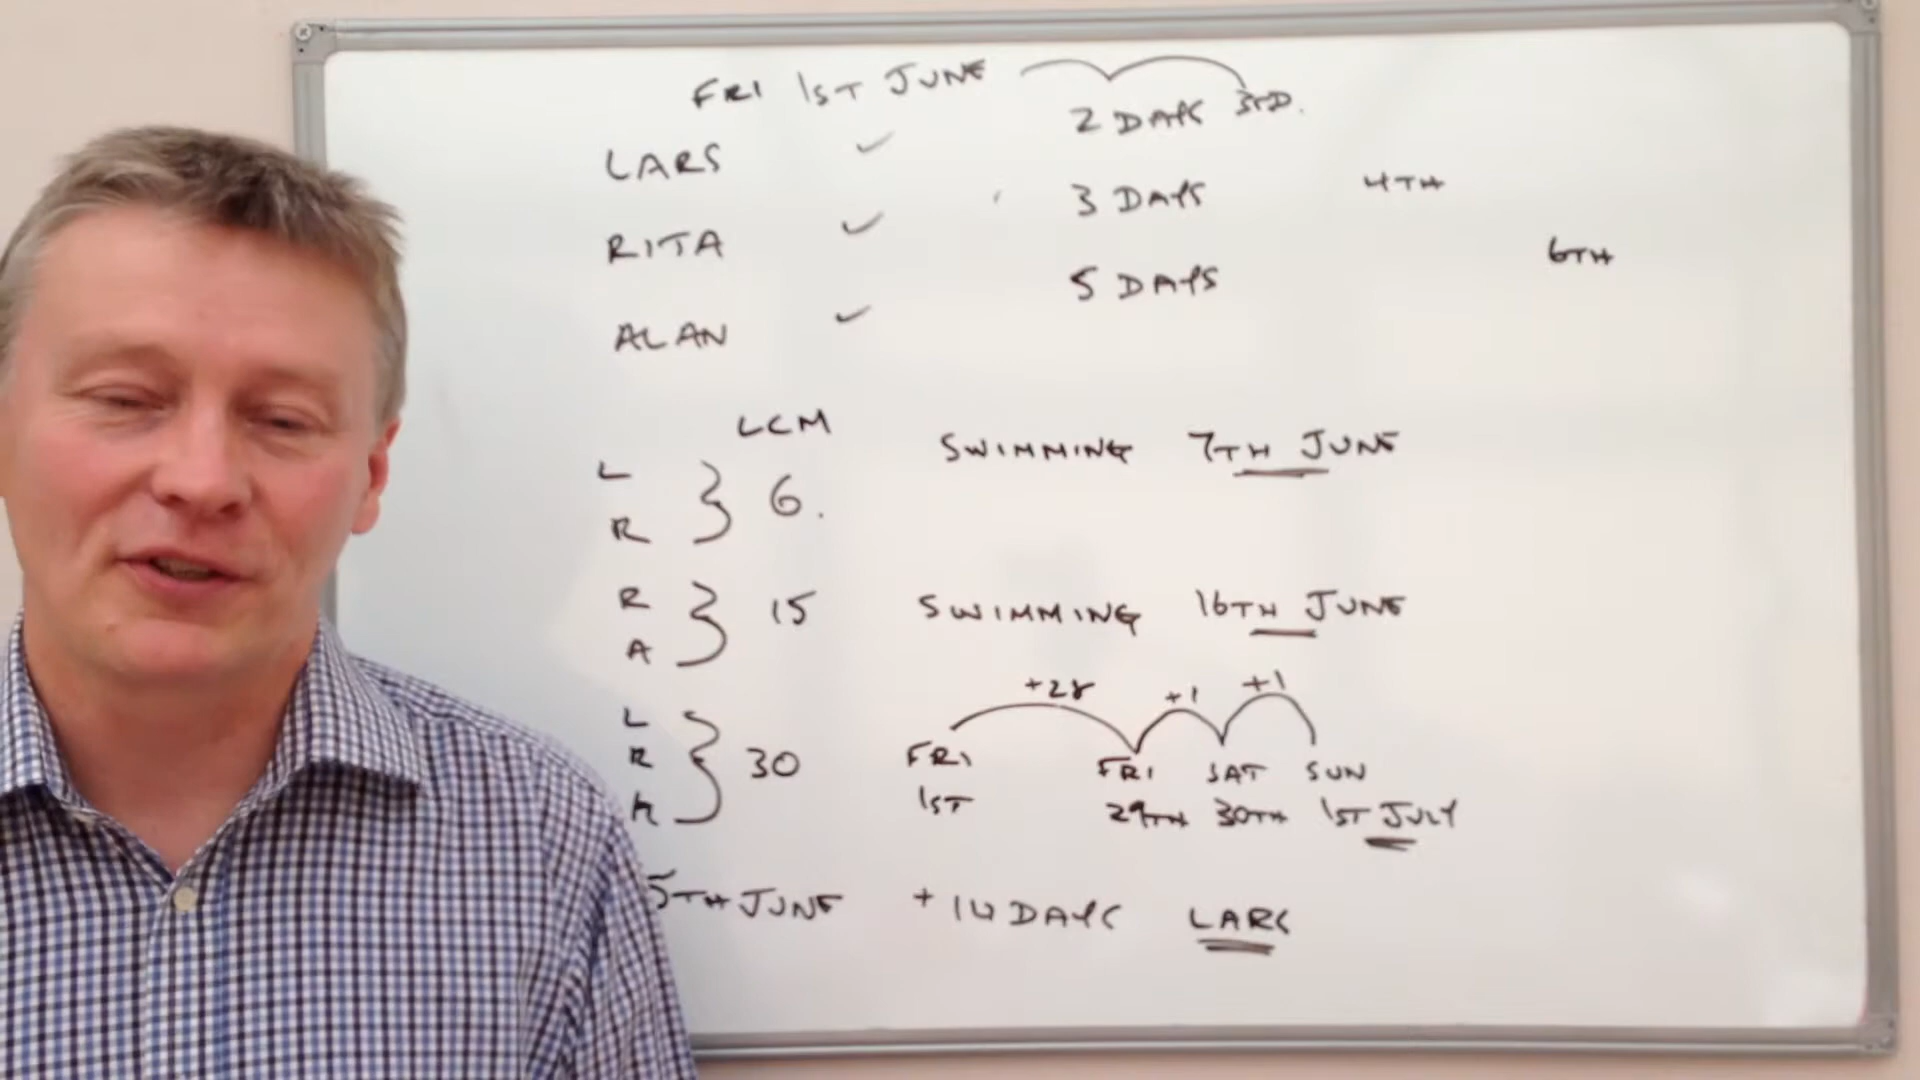 FRI 1ST JUNE
2 DAYS 3RD.
LARS
3 DAYS 4TH
RITA
5 DAYS 6TH
ALAN
LCM
L
R
6.
SWIMMING 7TH JUNE
R
A
15
SWIMMING 16TH JUNE
+28 +1 +1
L
R
A
30
FRI FRI SAT SUN
1ST 29TH 30TH 1ST JULY
5TH JUNE + 10 DAYS LARS